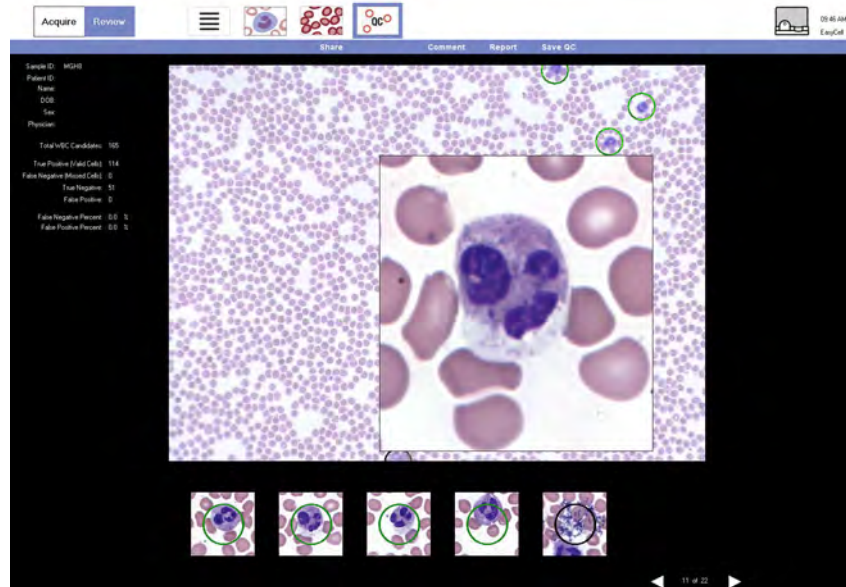 Acquire Review QC 09:46 AM
EasyCell
Share Comment Report Save QC
Sample ID: MGH8
Patient ID:
Name:
DOB:
Sex:
Physician:
Total WBC Candidates: 165
True Positive (Valid Cells): 114
False Negative (Missed Cells): 0
True Negative: 51
False Positive: 0
False Negative Percent: 0.0 %
False Positive Percent: 0.0 %
11 of 22